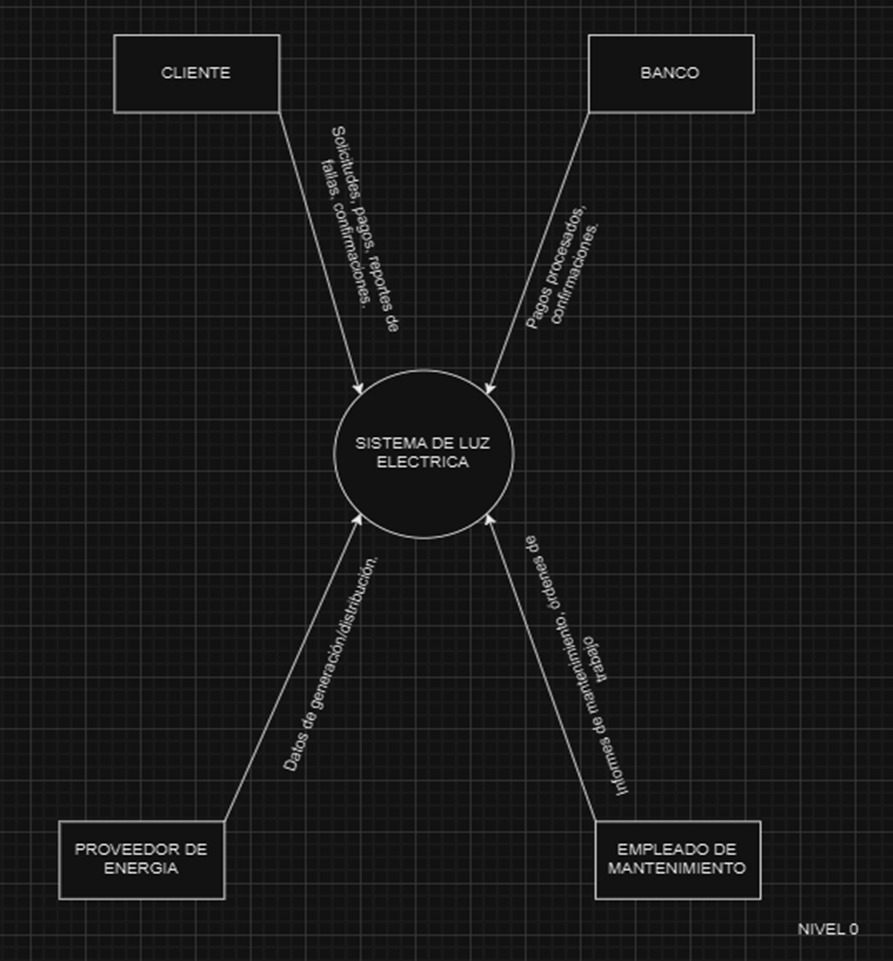 CLIENTE
BANCO
Solicitudes, pagos, reportes de
fallas, confirmaciones.
Pagos procesados,
confirmaciones.
SISTEMA DE LUZ
ELECTRICA
Datos de generación/distribución.
Informes de mantenimiento, órdenes de
trabajo
PROVEEDOR DE
ENERGIA
EMPLEADO DE
MANTENIMIENTO
NIVEL 0